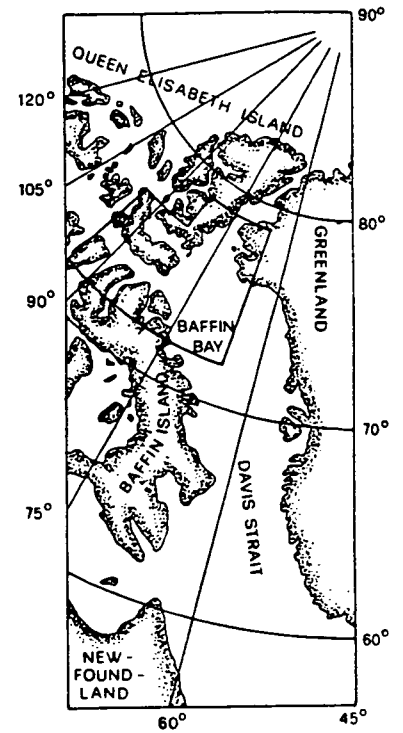 90°
QUEEN ELISABETH ISLAND
120°
105°
80°
GREENLAND
90°
BAFFIN
BAY
70°
BAFFIN ISLAND
75°
DAVIS STRAIT
60°
NEW-
FOUND-
LAND
60°
45°